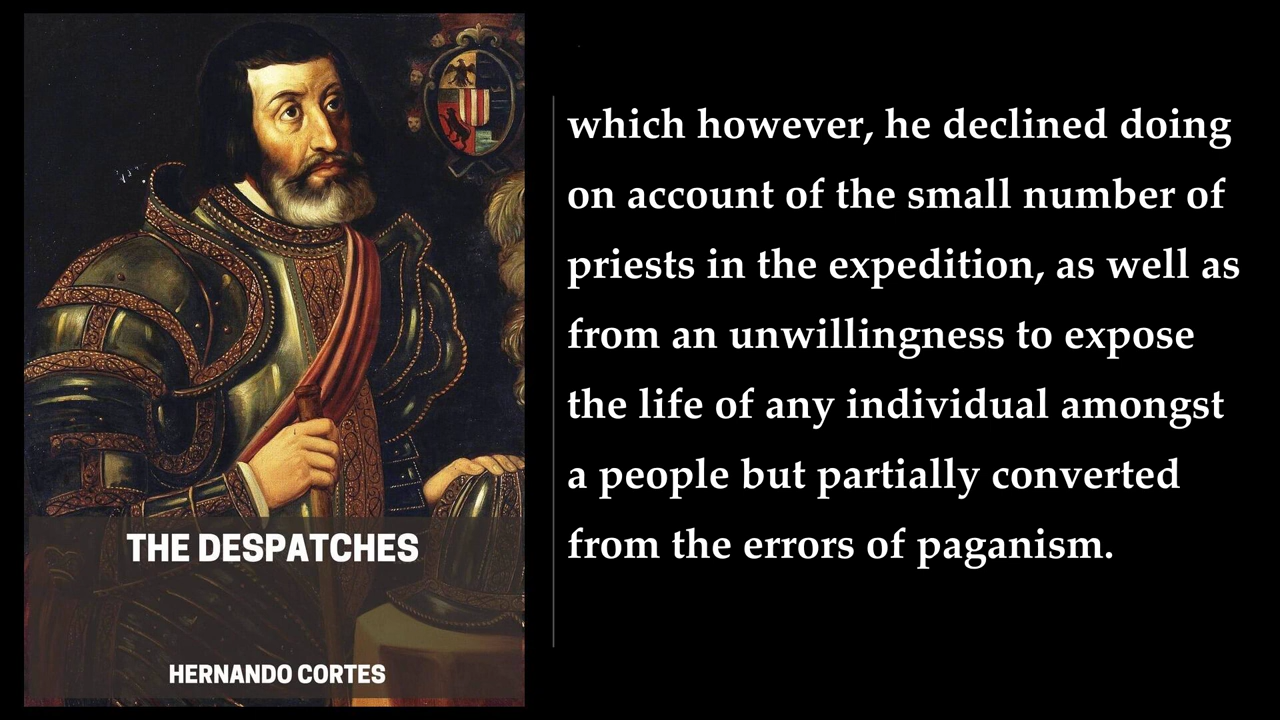 THE DESPATCHES
HERNANDO CORTES
which however, he declined doing
on account of the small number of
priests in the expedition, as well as
from an unwillingness to expose
the life of any individual amongst
a people but partially converted
from the errors of paganism.